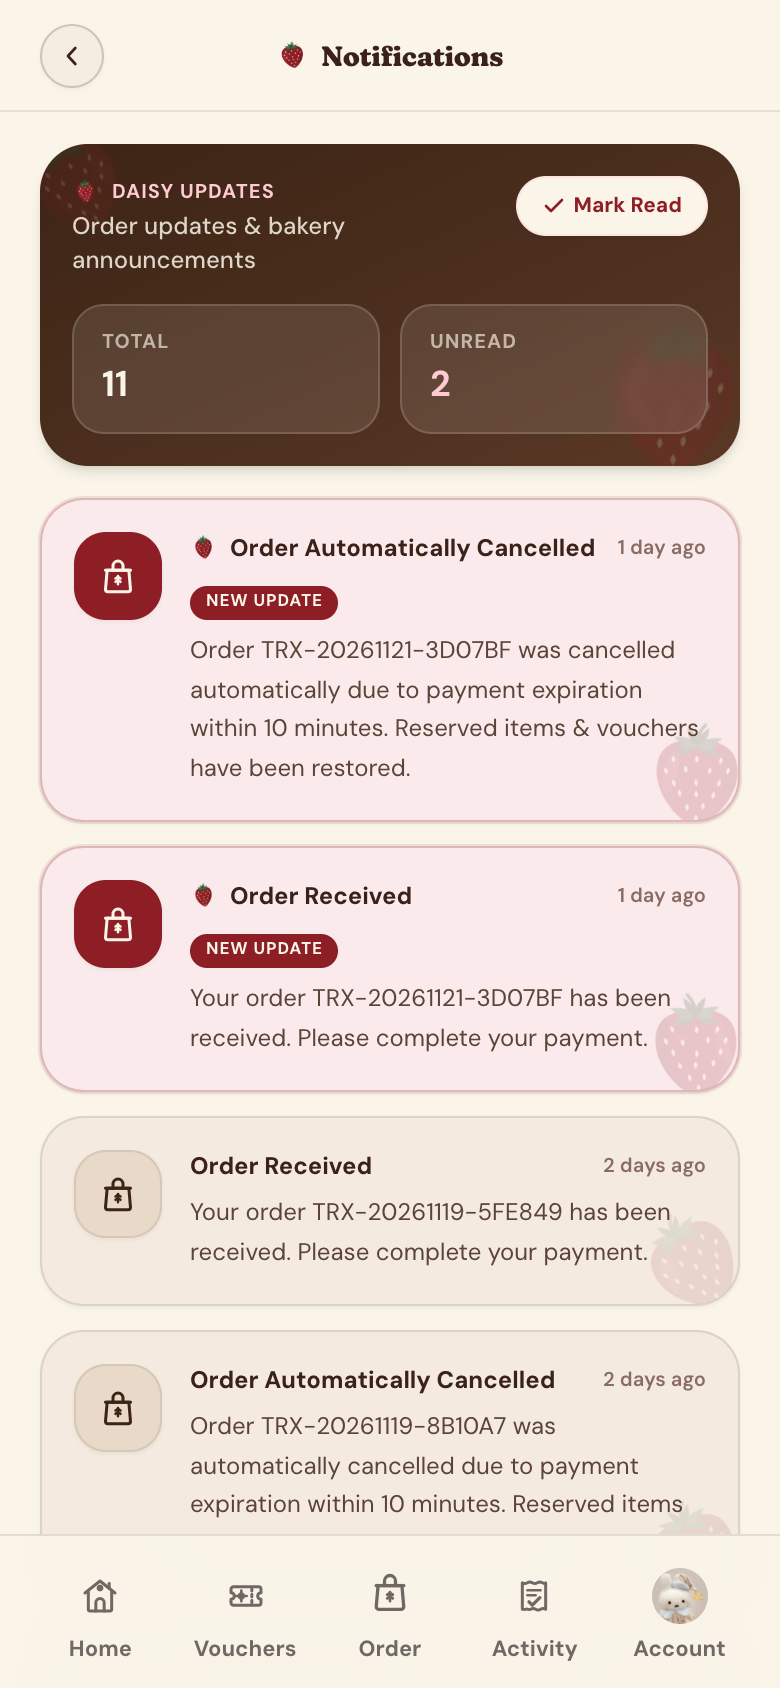 Notifications
DAISY UPDATES
Order updates & bakery
announcements
Mark Read
TOTAL
11
UNREAD
2
Order Automatically Cancelled
1 day ago
NEW UPDATE
Order TRX-20261121-3D07BF was cancelled
automatically due to payment expiration
within 10 minutes. Reserved items & vouchers
have been restored.
Order Received
1 day ago
NEW UPDATE
Your order TRX-20261121-3D07BF has been
received. Please complete your payment.
Order Received
2 days ago
Your order TRX-20261119-5FE849 has been
received. Please complete your payment.
Order Automatically Cancelled
2 days ago
Order TRX-20261119-8B10A7 was
automatically cancelled due to payment
expiration within 10 minutes. Reserved items
Home
Vouchers
Order
Activity
Account